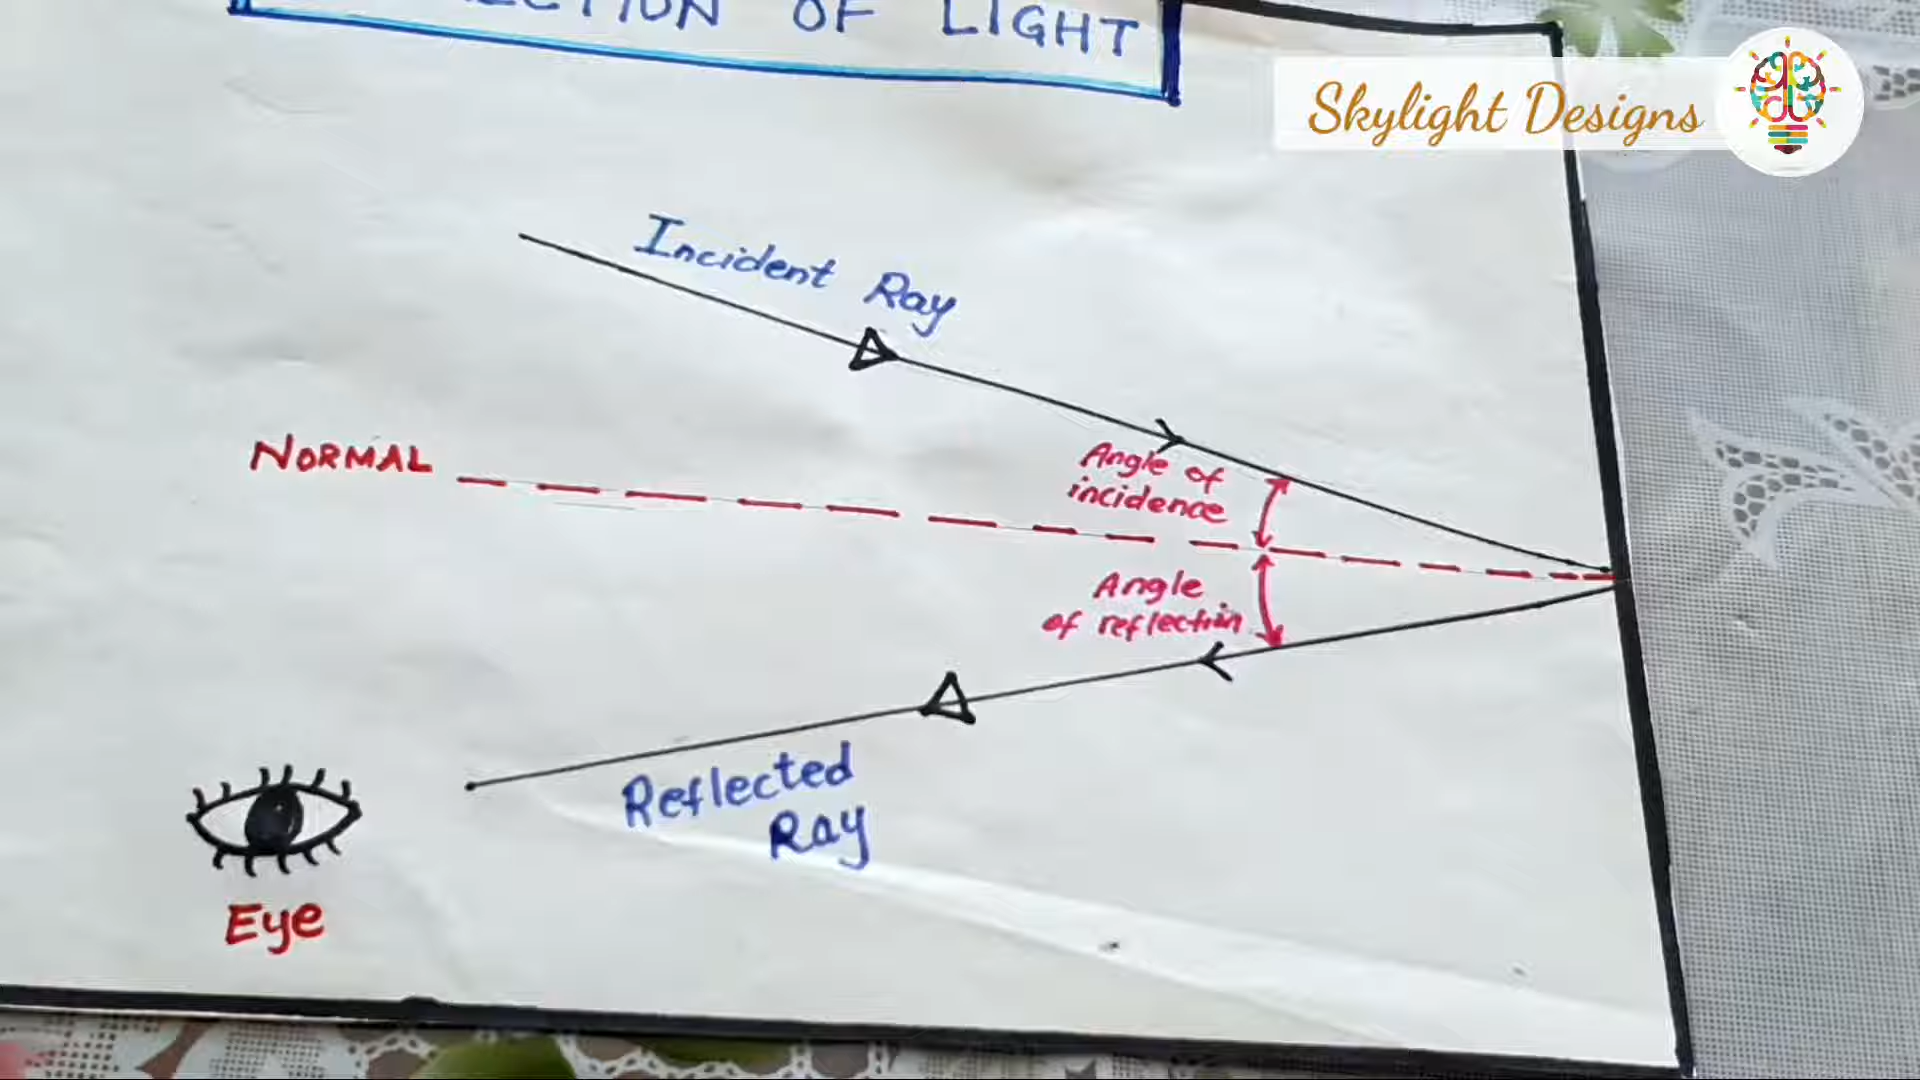 OF LIGHT
Skylight Designs
Incident Ray
NORMAL
Angle of
incidence
Angle
of reflection
Reflected
Ray
Eye